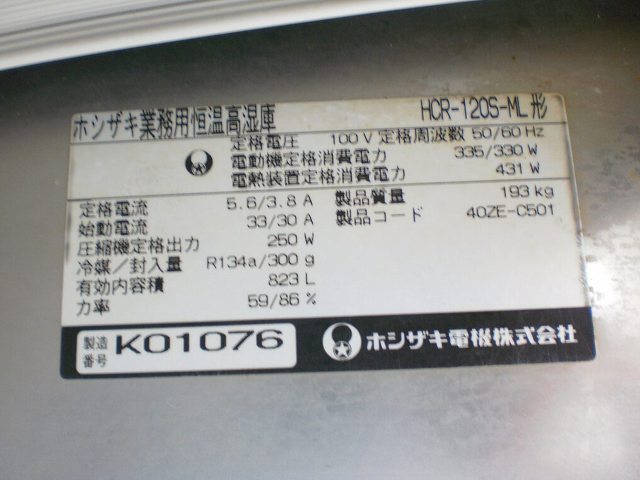 ホシザキ業務用恒温高湿庫 HCR-120S-ML形
定格電圧 100V 定格周波数 50/60 Hz
電動機定格消費電力 335/330 W
電熱装置定格消費電力 431 W
定格電流 5.6/3.8 A 製品質量 193 kg
始動電流 33/30 A 製品コード 40ZE-C501
圧縮機定格出力 250 W
冷媒/封入量 R134a/300 g
有効内容積 823 L
力率 59/86 %
製造番号 K01076 ホシザキ電機株式会社